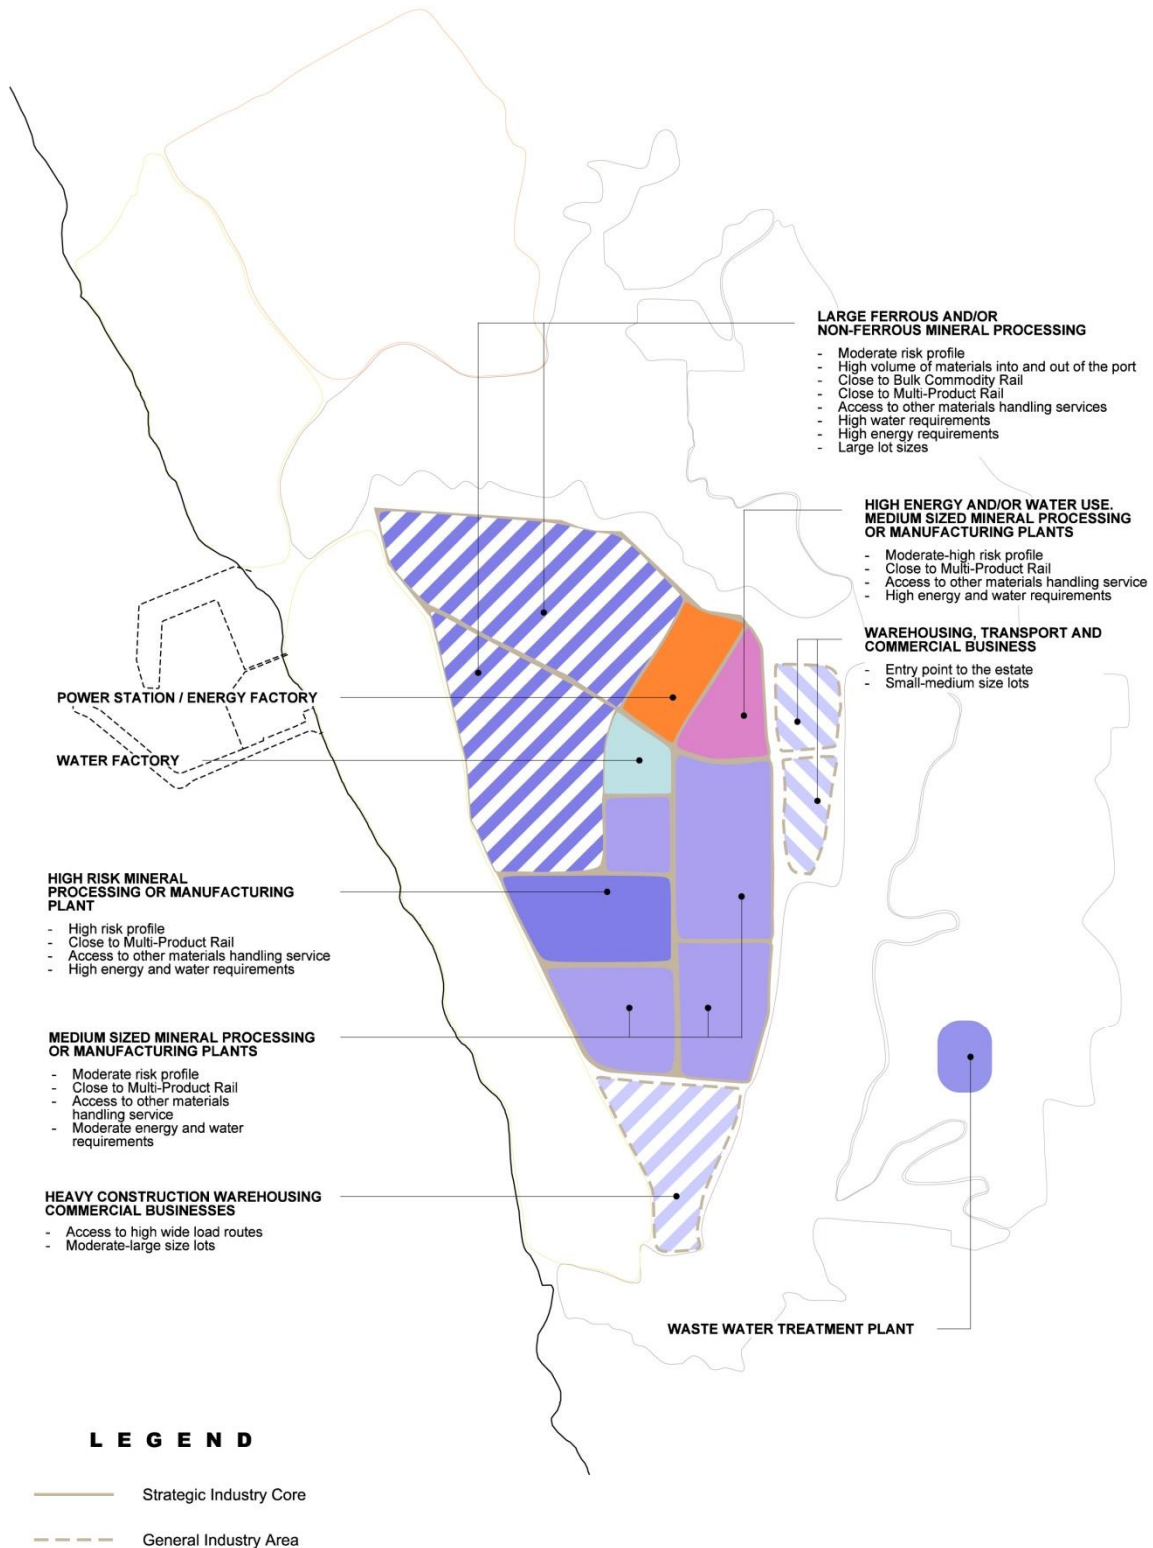 LARGE FERROUS AND/OR
NON-FERROUS MINERAL PROCESSING
- Moderate risk profile
- High volume of materials into and out of the port
- Close to Bulk Commodity Rail
- Close to Multi-Product Rail
- Access to other materials handling services
- High water requirements
- High energy requirements
- Large lot sizes
HIGH ENERGY AND/OR WATER USE.
MEDIUM SIZED MINERAL PROCESSING
OR MANUFACTURING PLANTS
- Moderate-high risk profile
- Close to Multi-Product Rail
- Access to other materials handling service
- High energy and water requirements
WAREHOUSING, TRANSPORT AND
COMMERCIAL BUSINESS
- Entry point to the estate
- Small-medium size lots
POWER STATION / ENERGY FACTORY
WATER FACTORY
HIGH RISK MINERAL
PROCESSING OR MANUFACTURING
PLANT
- High risk profile
- Close to Multi-Product Rail
- Access to other materials handling service
- High energy and water requirements
MEDIUM SIZED MINERAL PROCESSING
OR MANUFACTURING PLANTS
- Moderate risk profile
- Close to Multi-Product Rail
- Access to other materials
handling service
- Moderate energy and water
requirements
HEAVY CONSTRUCTION WAREHOUSING
COMMERCIAL BUSINESSES
- Access to high wide load routes
- Moderate-large size lots
WASTE WATER TREATMENT PLANT
LEGEND
Strategic Industry Core
General Industry Area